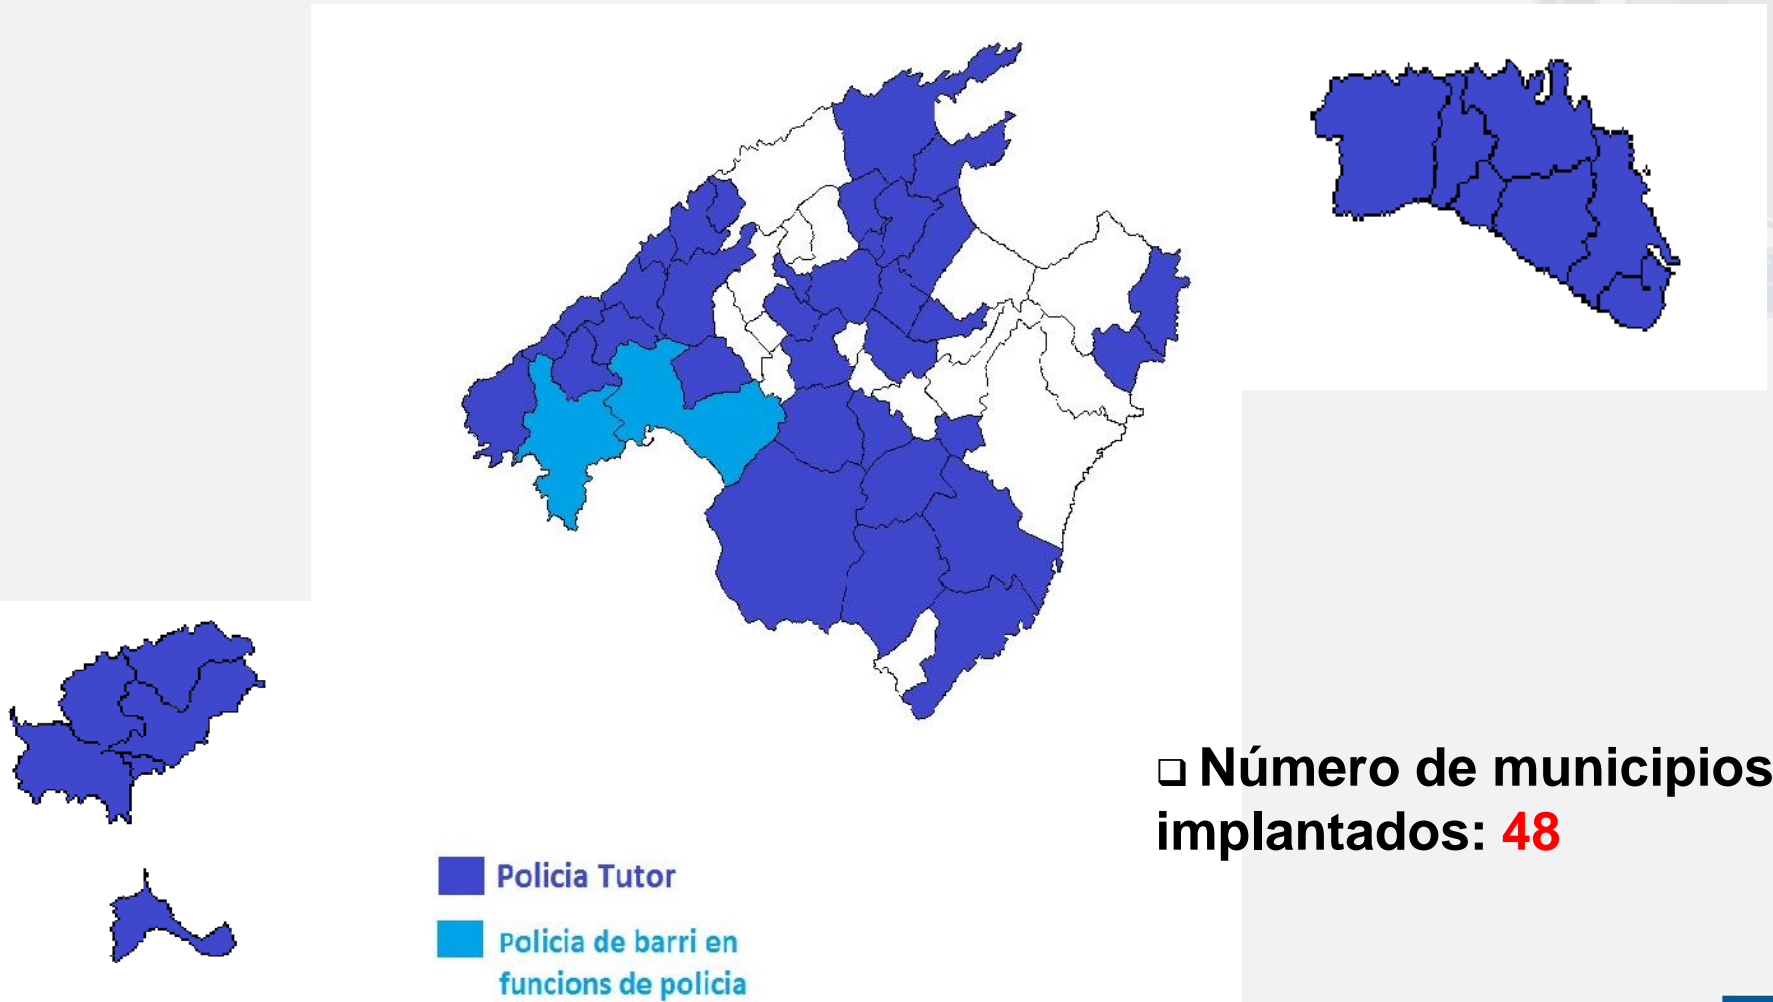 ❑ Número de municipios
implantados: 48
Policia Tutor
Policia de barri en
funcions de policia